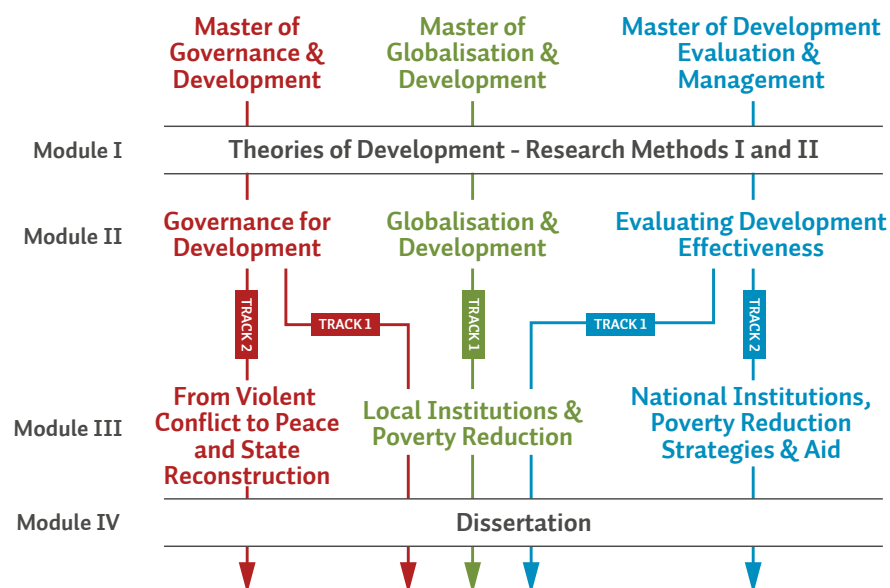 Master of
Governance &
Development
Master of
Globalisation &
Development
Master of Development
Evaluation &
Management
Module I
Theories of Development - Research Methods I and II
Module II
Governance for
Development
Globalisation &
Development
Evaluating Development
Effectiveness
TRACK 2
TRACK 1
TRACK 1
TRACK 1
TRACK 2
Module III
From Violent
Conflict to Peace
and State
Reconstruction
Local Institutions &
Poverty Reduction
National Institutions,
Poverty Reduction
Strategies & Aid
Module IV
Dissertation